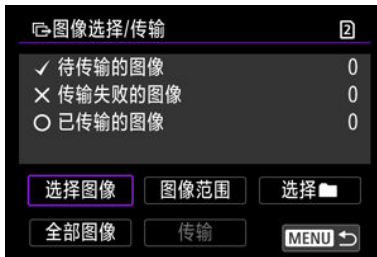 图像选择/传输 2
✓ 待传输的图像 0
× 传输失败的图像 0
○ 已传输的图像 0
选择图像 图像范围 选择
全部图像 传输 MENU